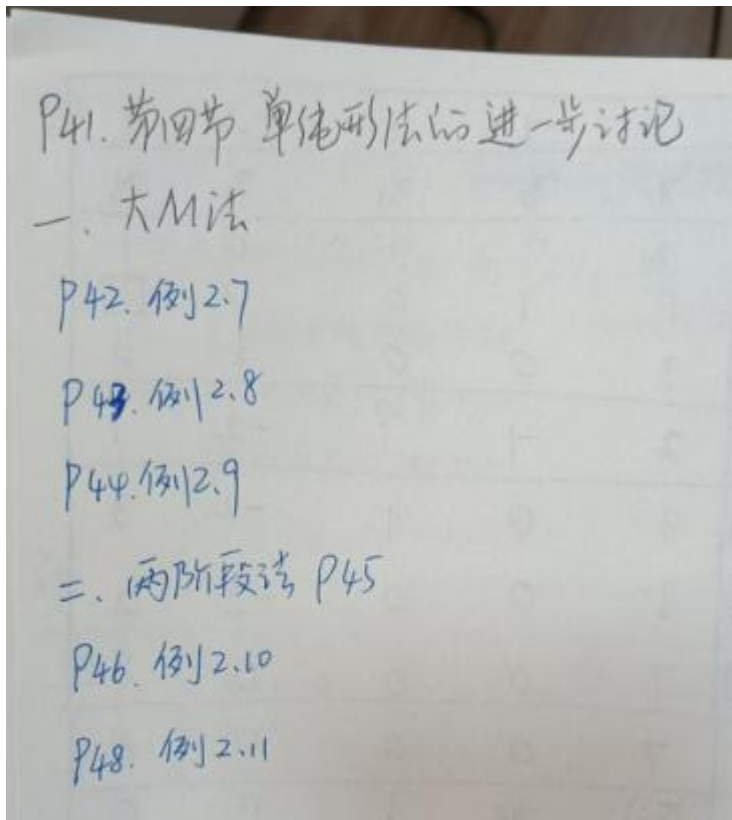 P41. 第四节 单纯形法的进一步讨论
一、大M法
P42. 例2.7
P43. 例2.8
P44. 例2.9
二、两阶段法 P45
P46. 例2.10
P48. 例2.11